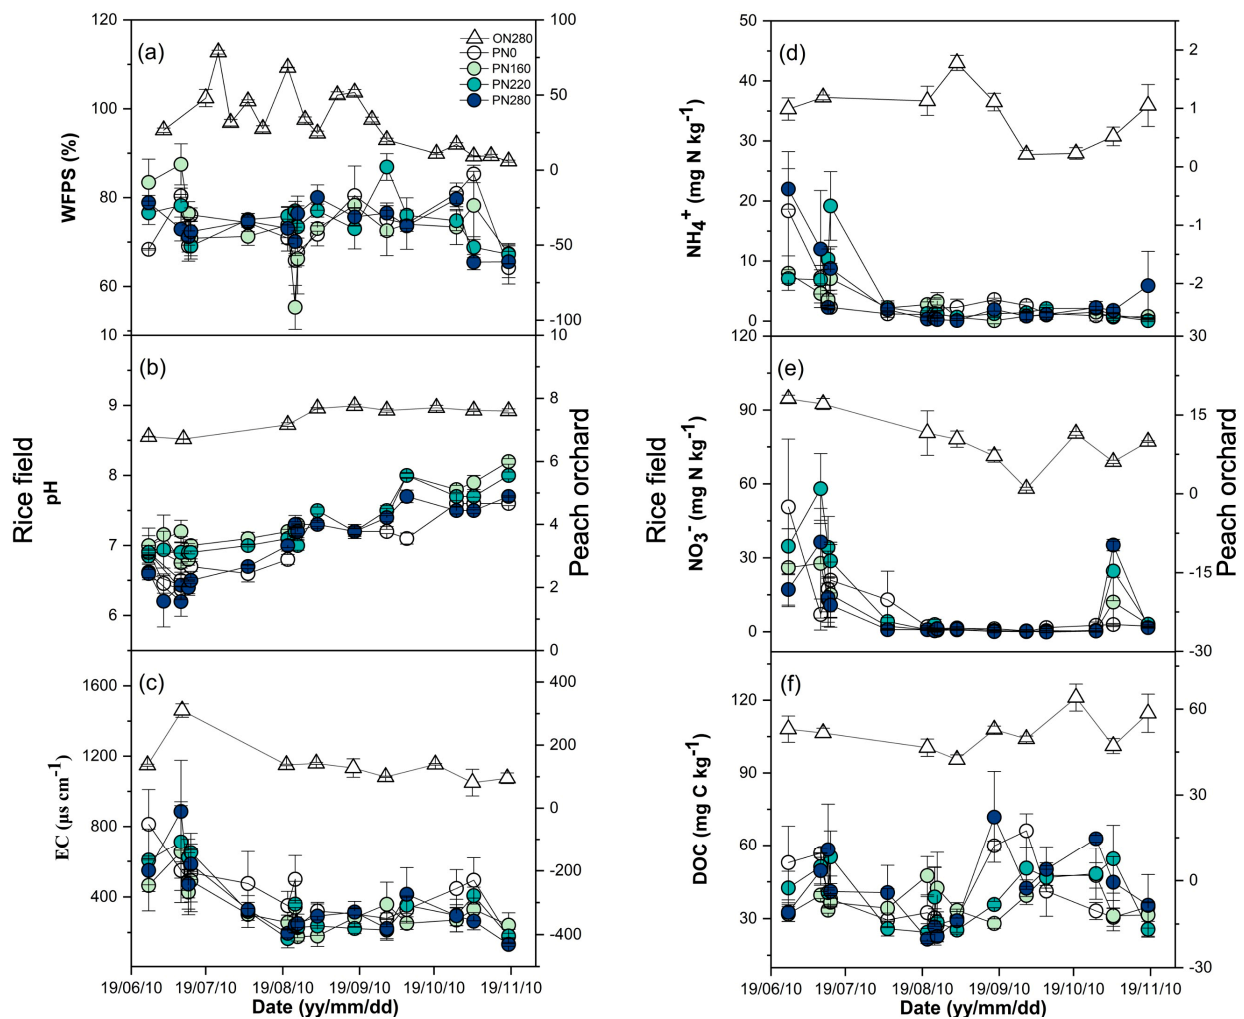 (a)
120
100
80
60
10
WFPS (%)
100
50
0
-50
-100
10
ON280
PN0
PN160
PN220
PN280
(b)
9
8
7
6
Rice field
pH
8
6
4
2
0
Peach orchard
(c)
1600
1200
800
400
EC (µs cm⁻¹)
400
200
0
-200
-400
19/06/10 19/07/10 19/08/10 19/09/10 19/10/10 19/11/10
Date (yy/mm/dd)
(d)
50
40
30
20
10
0
NH₄⁺ (mg N kg⁻¹)
2
1
0
-1
-2
30
(e)
120
90
60
30
0
Rice field
NO₃⁻ (mg N kg⁻¹)
15
0
-15
-30
Peach orchard
(f)
120
90
60
30
DOC (mg C kg⁻¹)
60
30
0
-30
19/06/10 19/07/10 19/08/10 19/09/10 19/10/10 19/11/10
Date (yy/mm/dd)